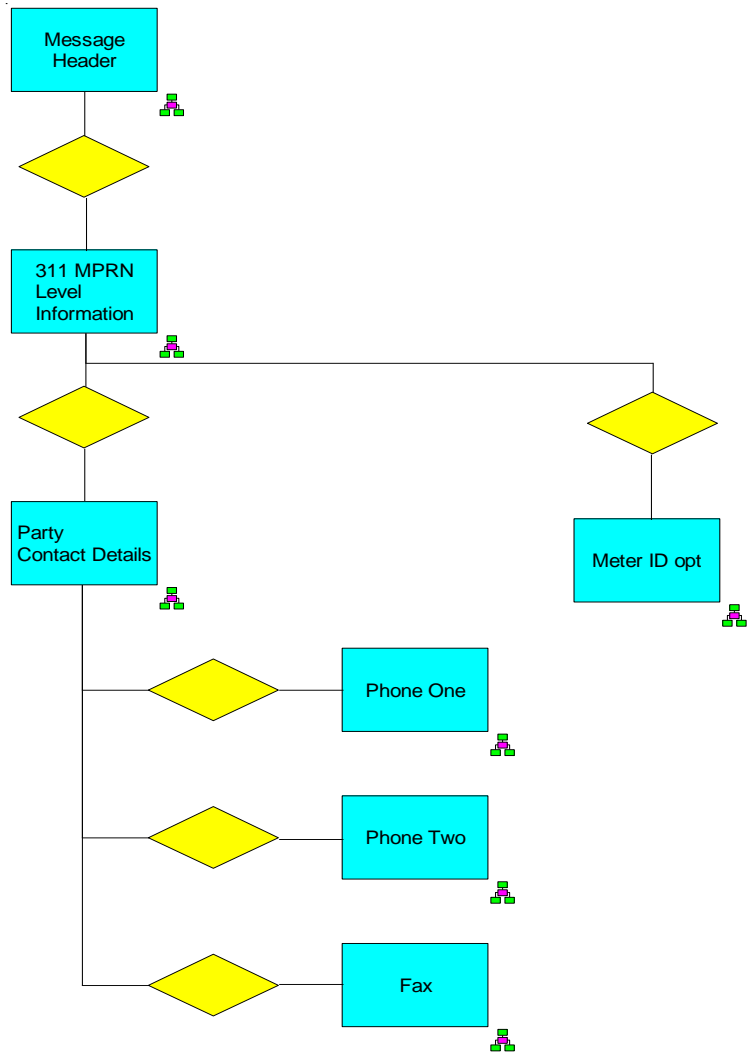 Message
Header
311 MPRN
Level
Information
Party
Contact Details
Meter ID opt
Phone One
Phone Two
Fax